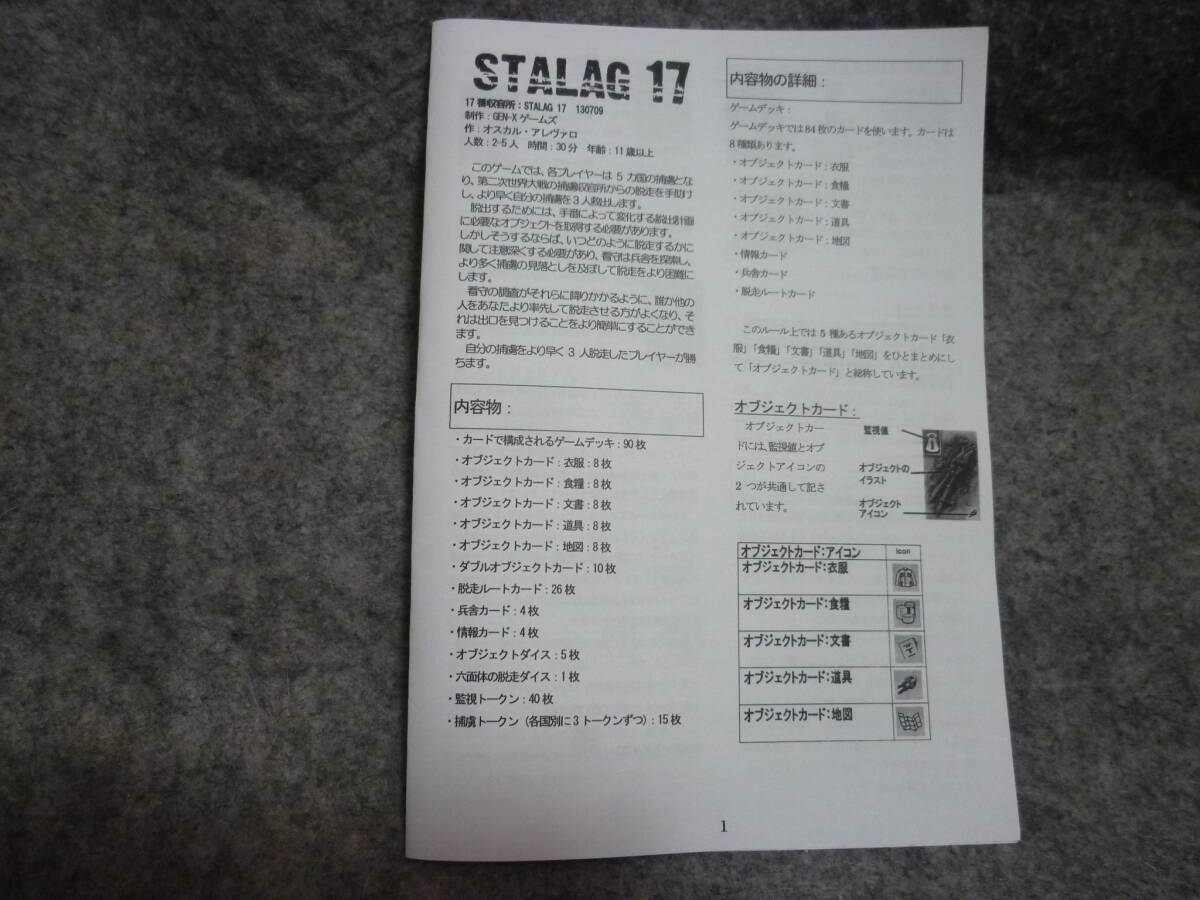 STALAG 17
17番収容所：STALAG 17 130709
制作：GEN-Xゲームズ
作：オスカル・アレヴァロ
人数：2-5人 時間：30分 年齢：11歳以上
このゲームでは、各プレイヤーは 5 カ国の捕虜とな
り、第二次世界大戦の捕虜収容所からの脱走を手助け
し、より早く自分の捕虜を3人救出します。
脱出するためには、手番によって変化する脱出計画
に必要なオブジェクトを取得する必要があります。
しかしそうするならば、いつどのように脱走するかに
関して注意深くする必要があり、看守は兵舎を探索し、
より多く捕虜の見落としを及ぼして脱走をより困難に
します。
看守の調査がそれらに降りかかるように、誰か他の
人をあなたより率先して脱走させる方がよくなり、そ
れは出口を見つけることをより簡単にすることができ
ます。
自分の捕虜をより早く 3 人脱走したプレイヤーが勝
ちます。
内容物：
・カードで構成されるゲームデッキ：90枚
・オブジェクトカード：衣服：8枚
・オブジェクトカード：食糧：8枚
・オブジェクトカード：文書：8枚
・オブジェクトカード：道具：8枚
・オブジェクトカード：地図：8枚
・ダブルオブジェクトカード：10枚
・脱走ルートカード：26枚
・兵舎カード：4枚
・情報カード：4枚
・オブジェクトダイス：5枚
・六面体の脱走ダイス：1枚
・監視トークン：40枚
・捕虜トークン（各国別に3トークンずつ）：15枚
内容物の詳細：
ゲームデッキ：
ゲームデッキでは84枚のカードを使います。カードは
8種類あります。
・オブジェクトカード：衣服
・オブジェクトカード：食糧
・オブジェクトカード：文書
・オブジェクトカード：道具
・オブジェクトカード：地図
・情報カード
・兵舎カード
・脱走ルートカード
このルール上では 5 種あるオブジェクトカード「衣
服」「食糧」「文書」「道具」「地図」をひとまとめにし
て「オブジェクトカード」と総称しています。
オブジェクトカード：
オブジェクトカー
ドには、監視値とオブ
ジェクトアイコンの
2 つが共通して記さ
れています。
監視値
オブジェクトの
イラスト
オブジェクト
アイコン
オブジェクトカード：アイコン Icon
オブジェクトカード：衣服
オブジェクトカード：食糧
オブジェクトカード：文書
オブジェクトカード：道具
オブジェクトカード：地図
1